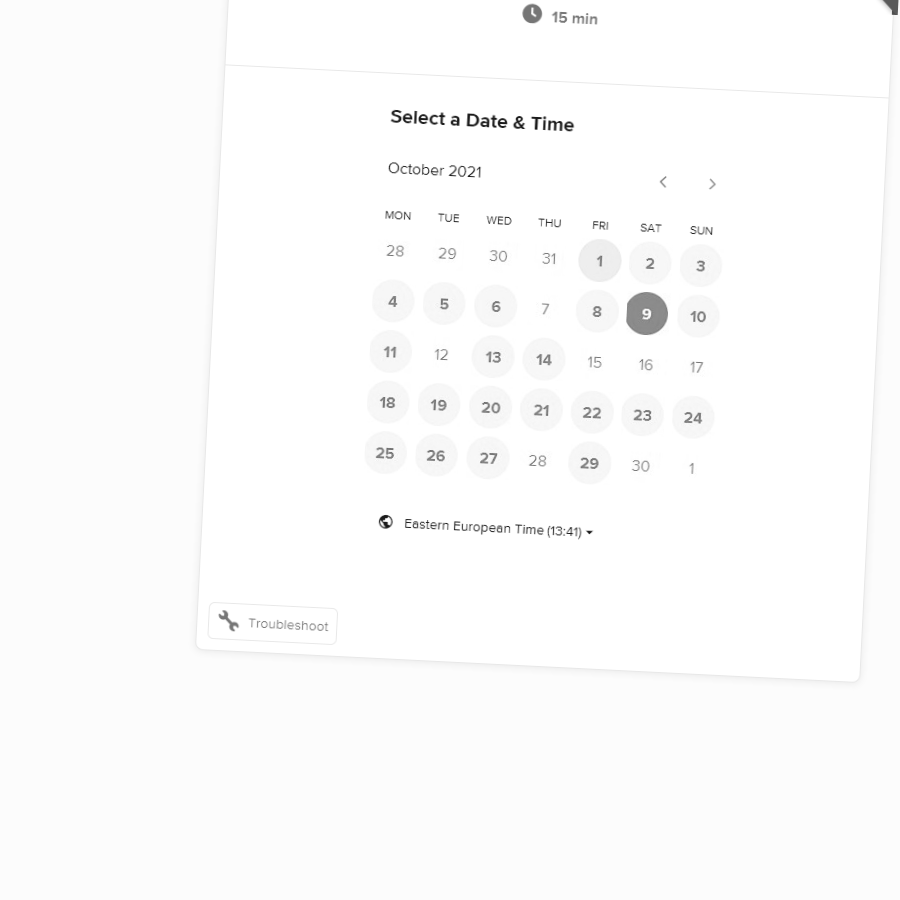 15 min
Select a Date & Time
October 2021
MON TUE WED THU FRI SAT SUN
28 29 30 31 1 2 3
4 5 6 7 8 9 10
11 12 13 14 15 16 17
18 19 20 21 22 23 24
25 26 27 28 29 30 1
Eastern European Time (13:41)
Troubleshoot